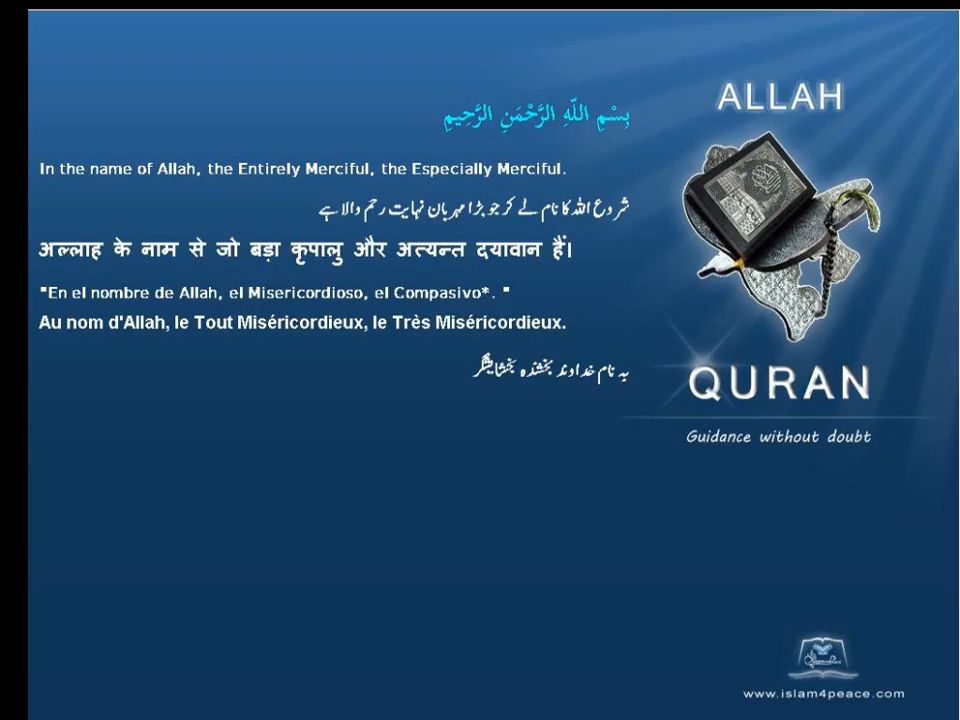 بِسْمِ اللَّهِ الرَّحْمَنِ الرَّحِيمِ
In the name of Allah, the Entirely Merciful, the Especially Merciful.
شروع اللہ کا نام لے کر جو بڑا مہربان نہایت رحم والا ہے
अल्लाह के नाम से जो बड़ा कृपालु और अत्यन्त दयावान हैं।
"En el nombre de Allah, el Misericordioso, el Compasivo*. "
Au nom d'Allah, le Tout Miséricordieux, le Très Miséricordieux.
به نام خداوند بخشنده بخشایشگر
ALLAH
QURAN
Guidance without doubt
www.islam4peace.com